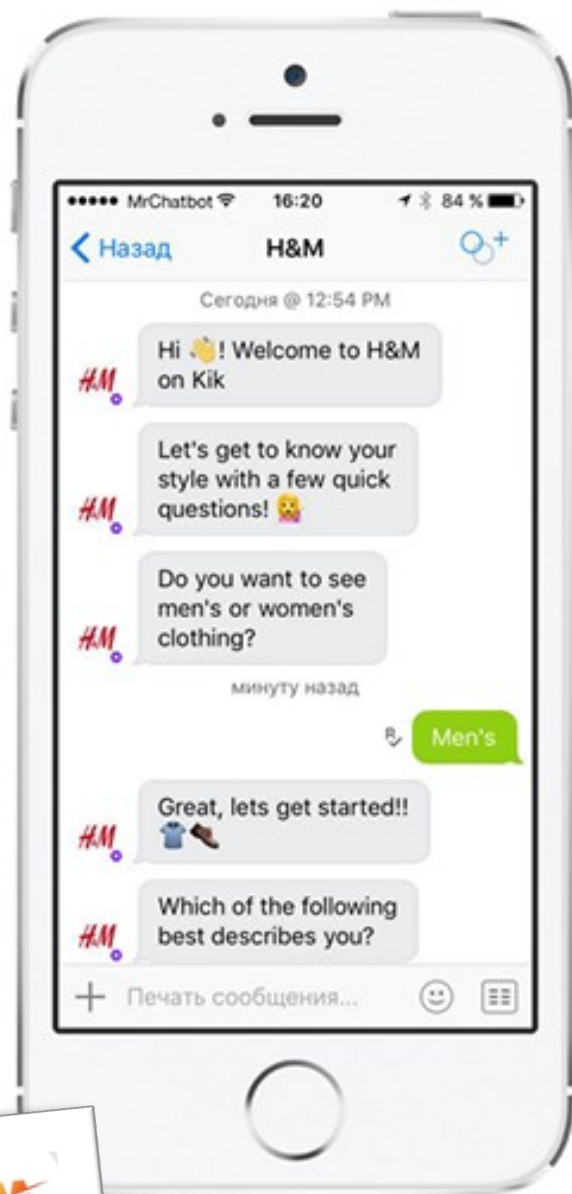 MrChatbot 16:20 84 %
Назад H&M
Сегодня @ 12:54 PM
Hi 👋! Welcome to H&M
on Kik
H&M
Let's get to know your
style with a few quick
questions! 🙍
H&M
Do you want to see
men's or women's
clothing?
H&M
минуту назад
R Men's
Great, lets get started!!
👕👞
H&M
Which of the following
best describes you?
H&M
Печать сообщения...